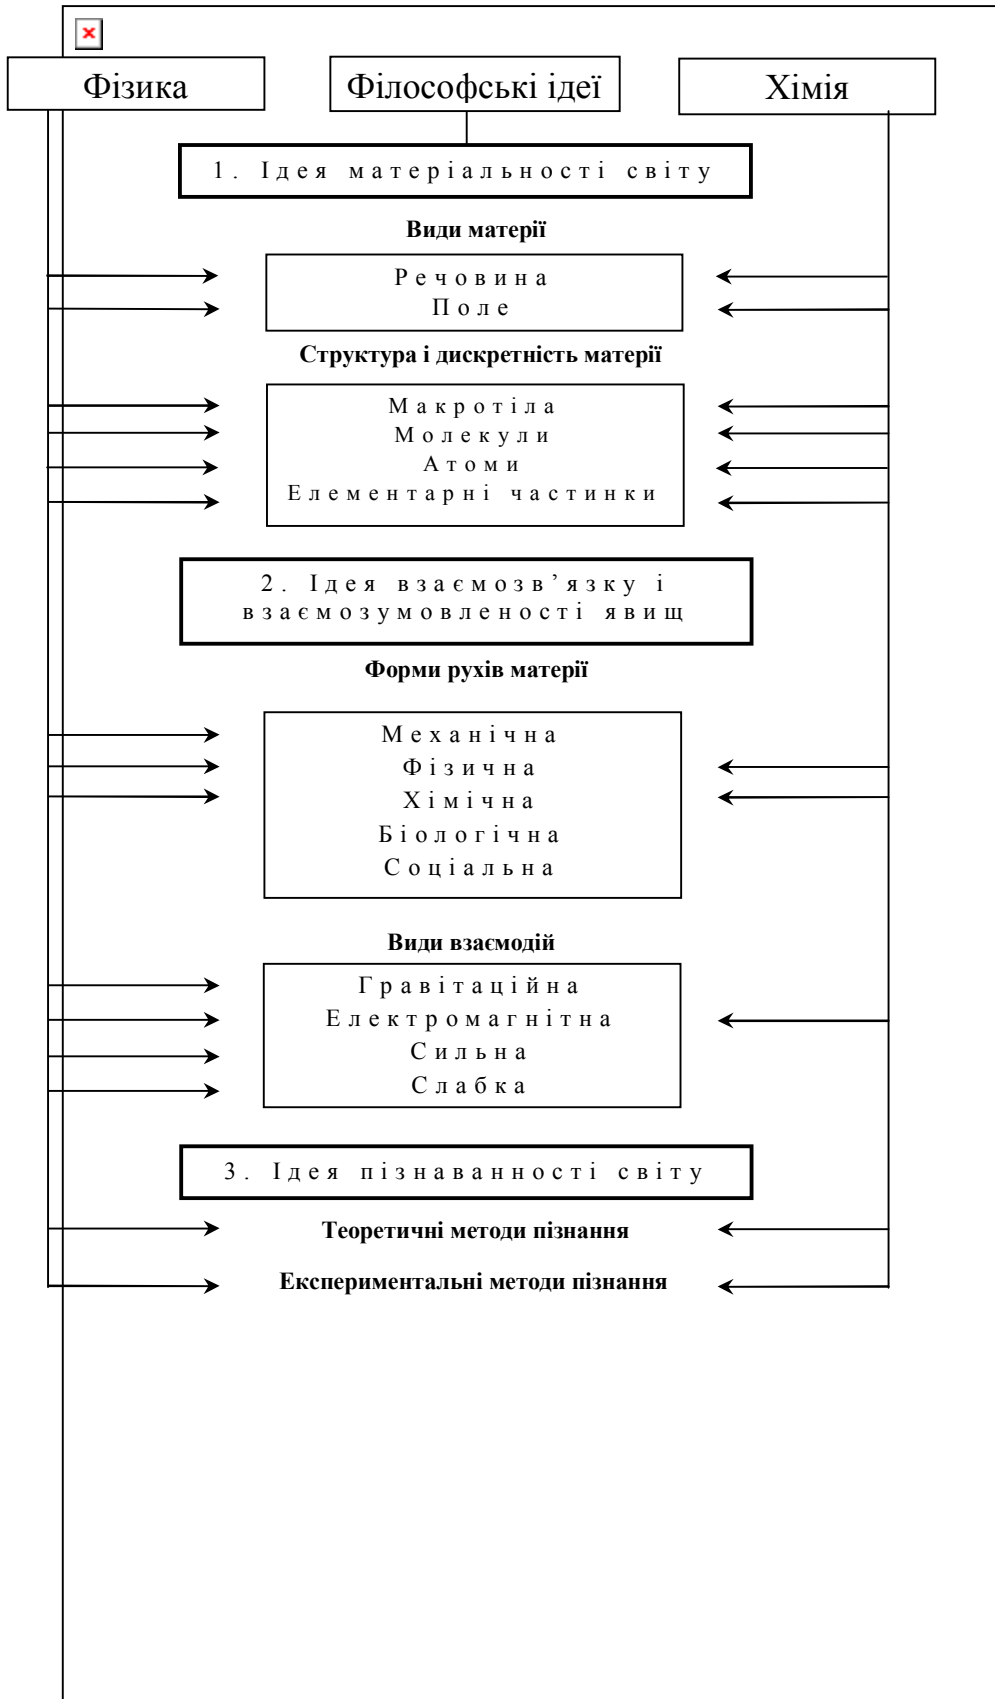 Фізика
Філософські ідеї
Хімія
1. Ідея матеріальності світу
Види матерії
Речовина
Поле
Структура і дискретність матерії
Макротіла
Молекули
Атоми
Елементарні частинки
2. Ідея взаємозв’язку і
взаємозумовленості явищ
Форми рухів матерії
Механічна
Фізична
Хімічна
Біологічна
Соціальна
Види взаємодій
Гравітаційна
Електромагнітна
Сильна
Слабка
3. Ідея пізнаванності світу
Теоретичні методи пізнання
Експериментальні методи пізнання